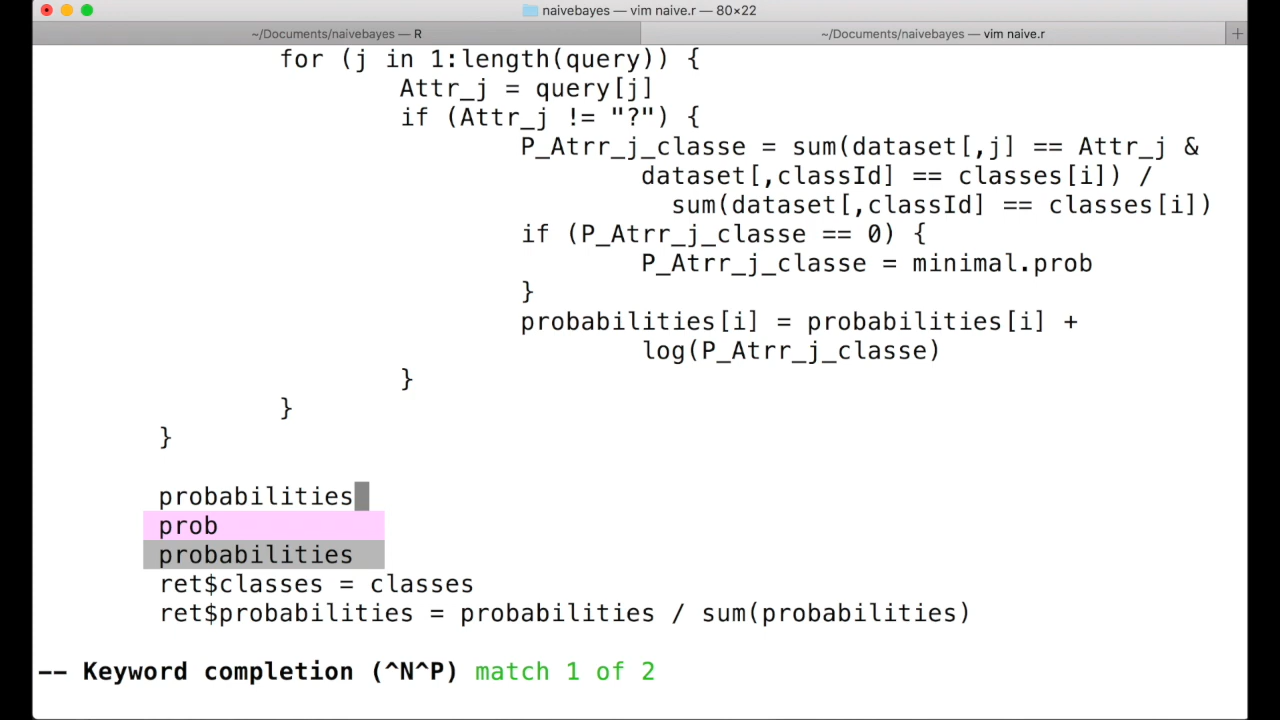 naivebayes — vim naive.r — 80×22
~/Documents/naivebayes — R
~/Documents/naivebayes — vim naive.r
for (j in 1:length(query)) {
Attr_j = query[j]
if (Attr_j != "?") {
P_Atrr_j_classe = sum(dataset[,j] == Attr_j &
dataset[,classId] == classes[i]) /
sum(dataset[,classId] == classes[i])
if (P_Atrr_j_classe == 0) {
P_Atrr_j_classe = minimal.prob
}
probabilities[i] = probabilities[i] +
log(P_Atrr_j_classe)
}
}
}
probabilities
prob
probabilities
ret$classes = classes
ret$probabilities = probabilities / sum(probabilities)
-- Keyword completion (^N^P) match 1 of 2